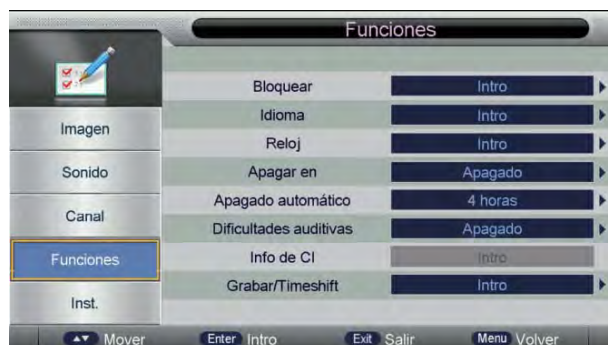 Funciones
Bloquear Intro
Idioma Intro
Reloj Intro
Apagar en Apagado
Apagado automático 4 horas
Dificultades auditivas Apagado
Info de CI Intro
Grabar/Timeshift Intro
Imagen
Sonido
Canal
Funciones
Inst.
Mover Enter Intro Exit Salir Menu Volver